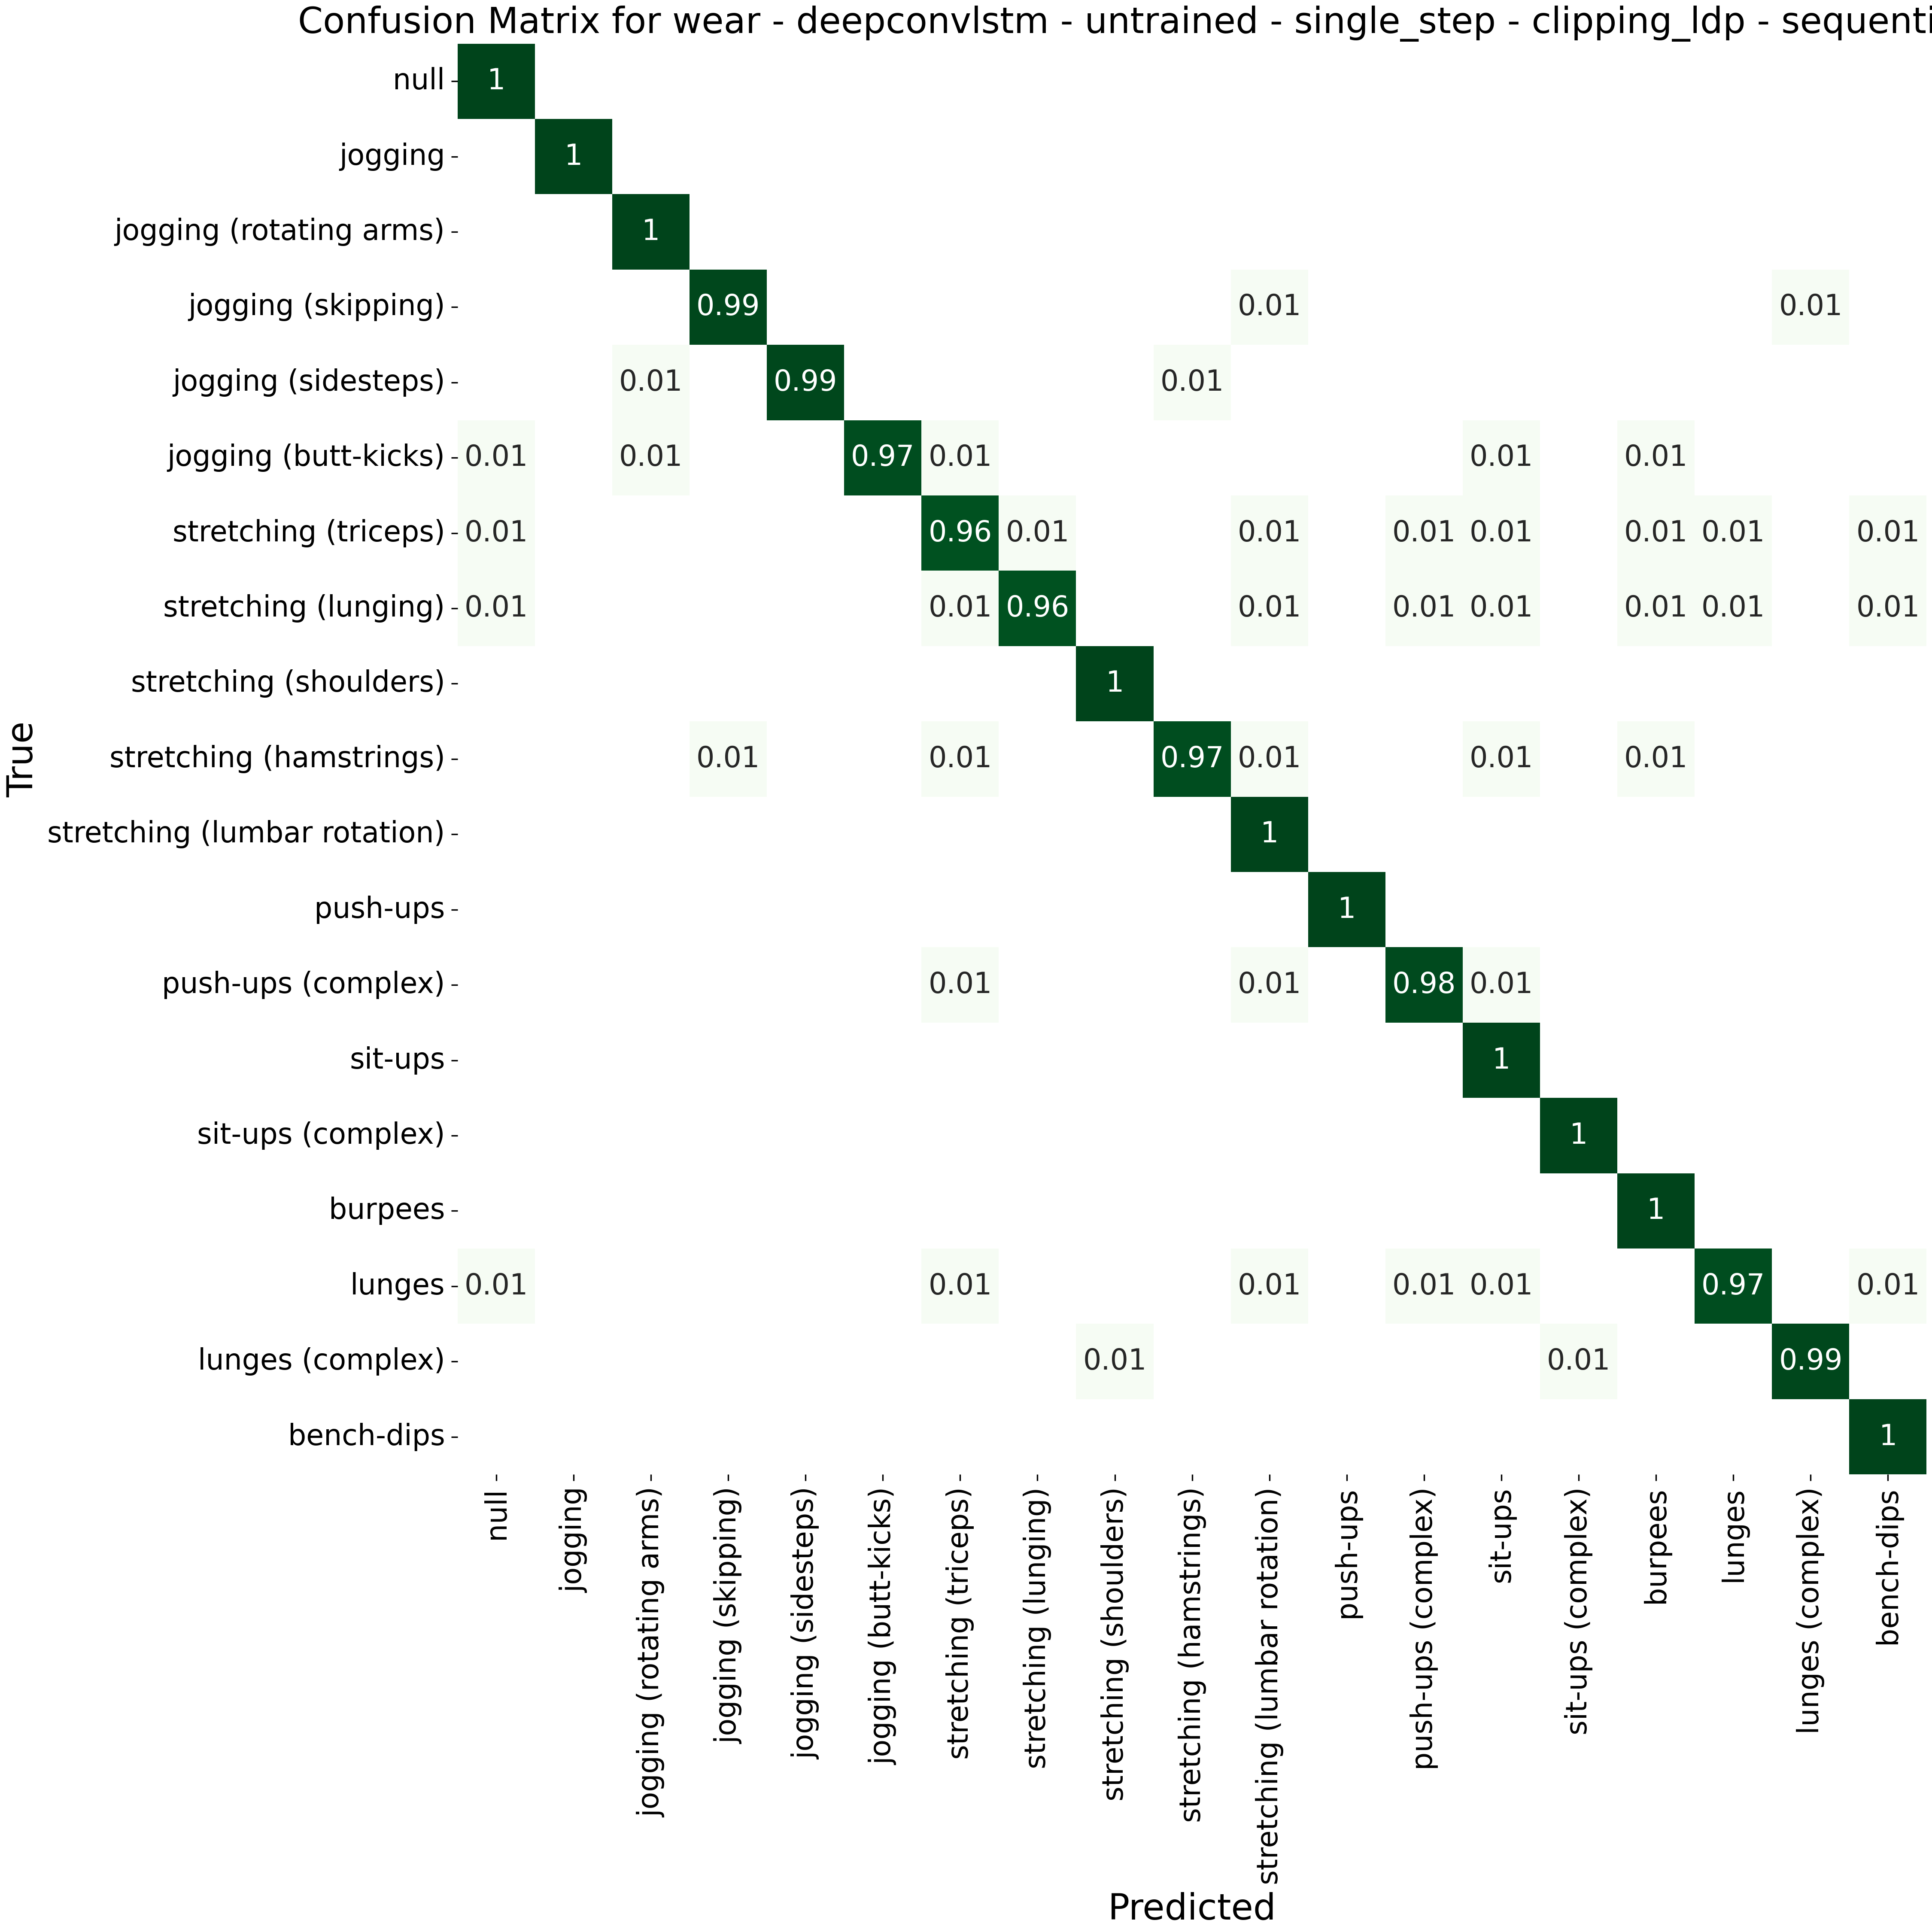 Confusion Matrix for wear - deepconvlstm - untrained - single_step - clipping_ldp - sequenti
null 1
jogging 1
jogging (rotating arms) 1
jogging (skipping) 0.99 0.01 0.01
jogging (sidesteps) 0.01 0.99 0.01
jogging (butt-kicks) 0.01 0.01 0.97 0.01 0.01 0.01
stretching (triceps) 0.01 0.96 0.01 0.01 0.01 0.01 0.01 0.01 0.01
stretching (lunging) 0.01 0.01 0.96 0.01 0.01 0.01 0.01 0.01 0.01
stretching (shoulders) 1
stretching (hamstrings) 0.01 0.01 0.97 0.01 0.01 0.01
stretching (lumbar rotation) 1
push-ups 1
push-ups (complex) 0.01 0.01 0.98 0.01
sit-ups 1
sit-ups (complex) 1
burpees 1
lunges 0.01 0.01 0.01 0.01 0.01 0.97 0.01
lunges (complex) 0.01 0.01 0.99
bench-dips 1
True
null
jogging
jogging (rotating arms)
jogging (skipping)
jogging (sidesteps)
jogging (butt-kicks)
stretching (triceps)
stretching (lunging)
stretching (shoulders)
stretching (hamstrings)
stretching (lumbar rotation)
push-ups
push-ups (complex)
sit-ups
sit-ups (complex)
burpees
lunges
lunges (complex)
bench-dips
Predicted